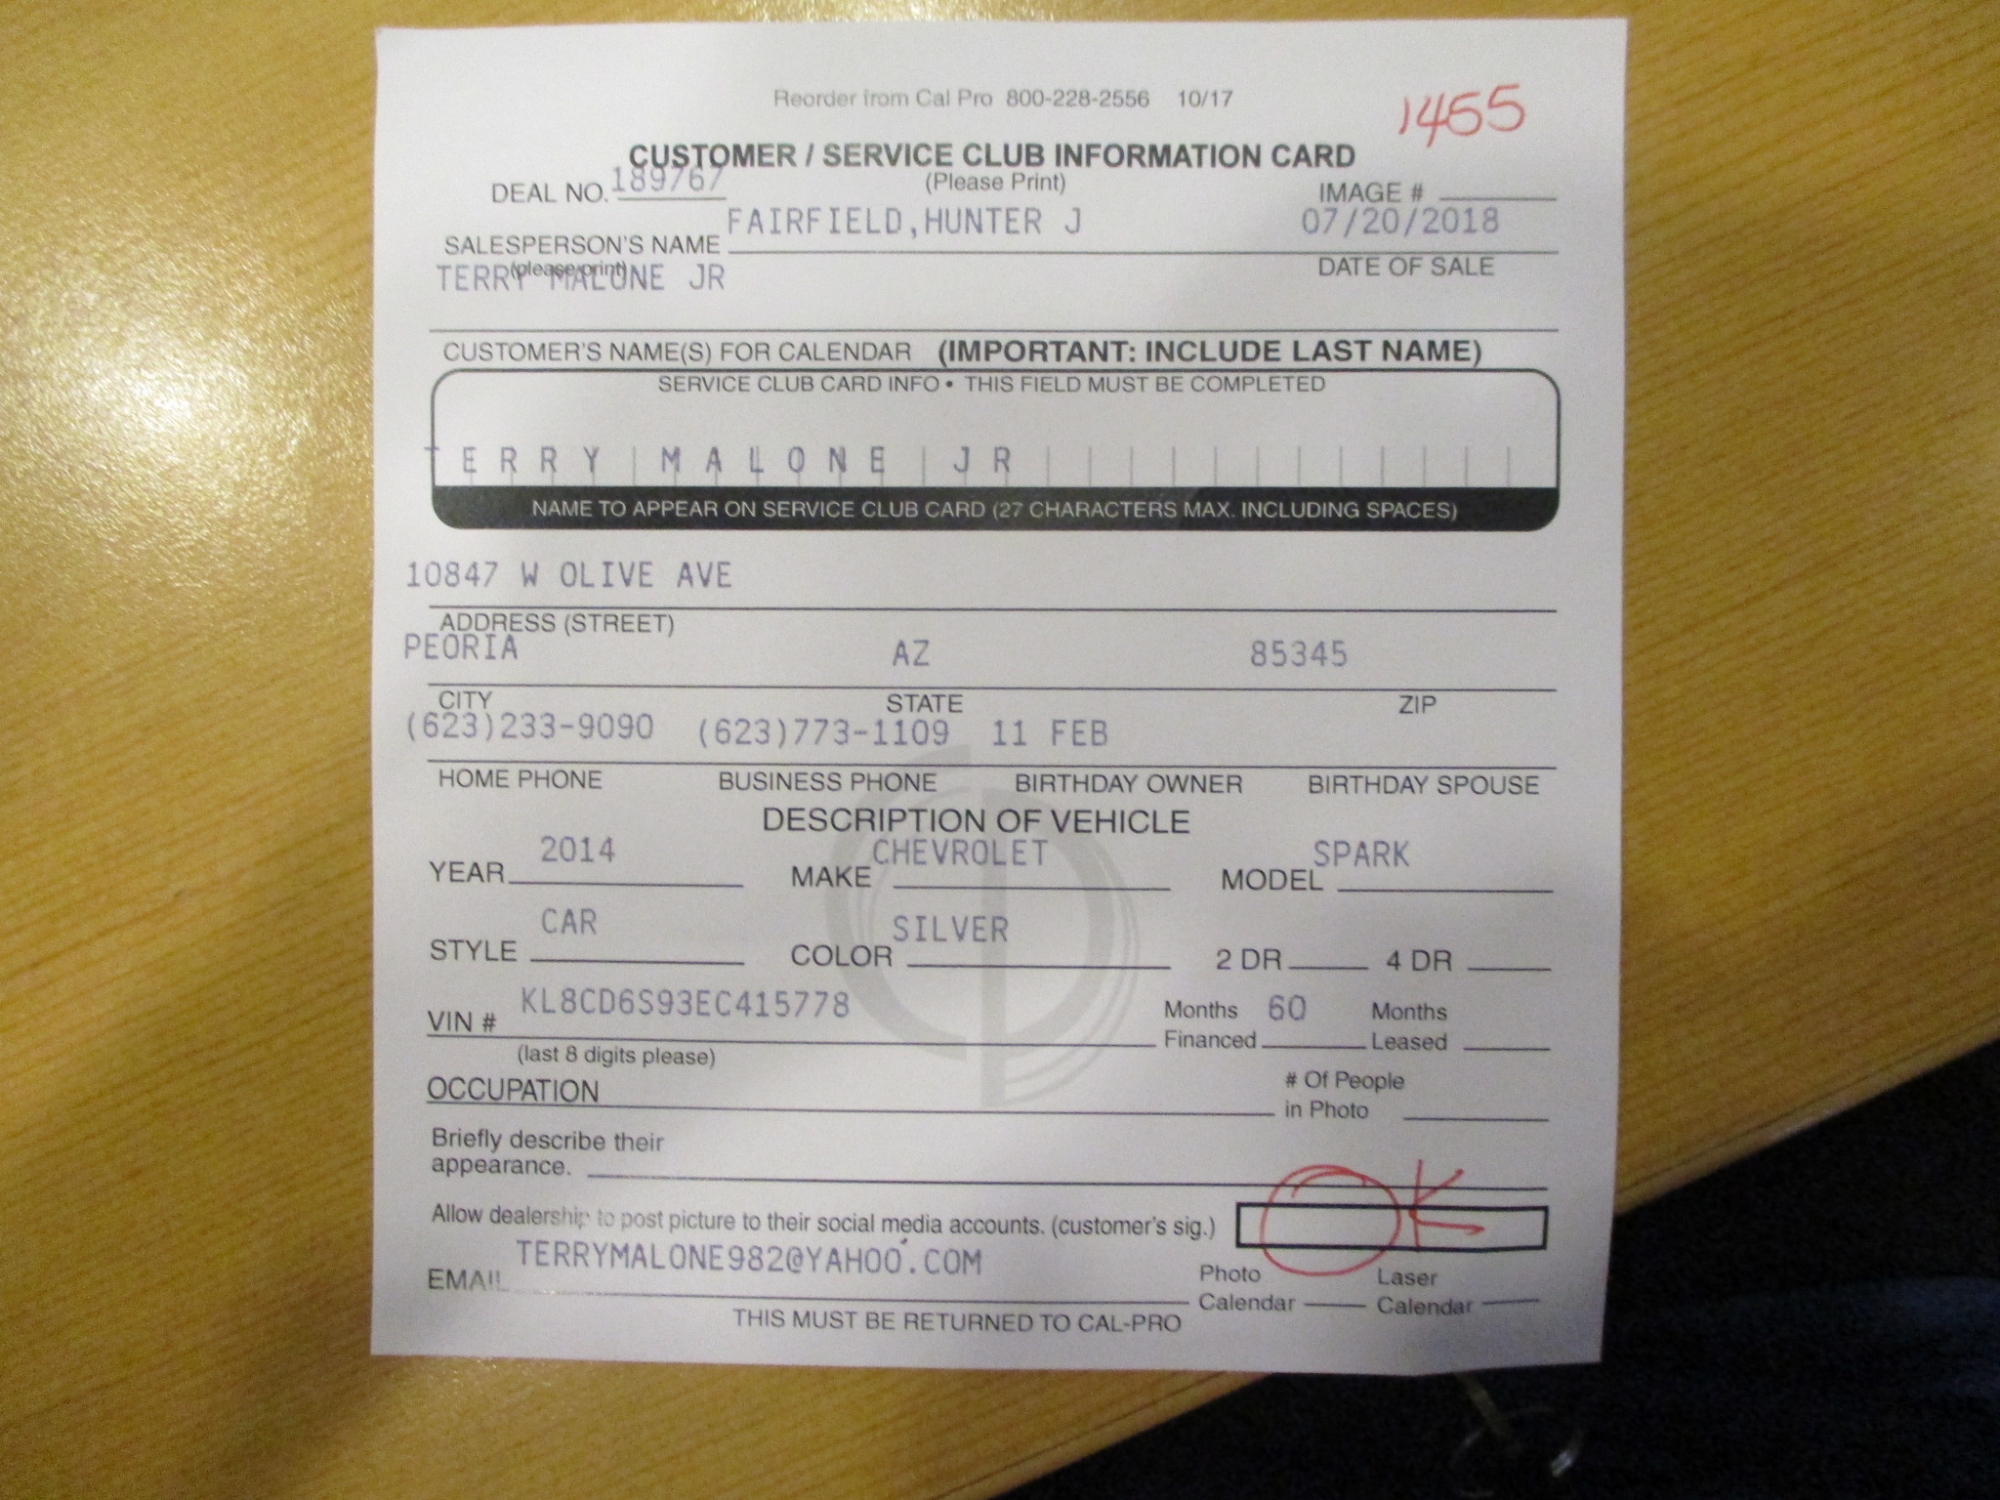 Reorder from Cal Pro 800-228-2556 10/17
1455
CUSTOMER / SERVICE CLUB INFORMATION CARD
(Please Print)
DEAL NO. 189767
IMAGE #
SALESPERSON'S NAME FAIRFIELD,HUNTER J
07/20/2018
(please print)
DATE OF SALE
TERRY MALONE JR
CUSTOMER'S NAME(S) FOR CALENDAR (IMPORTANT: INCLUDE LAST NAME)
SERVICE CLUB CARD INFO • THIS FIELD MUST BE COMPLETED
TERRY MALONE JR
NAME TO APPEAR ON SERVICE CLUB CARD (27 CHARACTERS MAX. INCLUDING SPACES)
10847 W OLIVE AVE
ADDRESS (STREET)
PEORIA AZ 85345
CITY STATE ZIP
(623)233-9090 (623)773-1109 11 FEB
HOME PHONE BUSINESS PHONE BIRTHDAY OWNER BIRTHDAY SPOUSE
DESCRIPTION OF VEHICLE
YEAR 2014 MAKE CHEVROLET MODEL SPARK
STYLE CAR COLOR SILVER 2 DR 4 DR
VIN # KL8CD6S93EC415778
Months Financed 60 Months Leased
(last 8 digits please)
OCCUPATION
# Of People in Photo
Briefly describe their
appearance.
Allow dealership to post picture to their social media accounts. (customer's sig.) OK
EMAIL TERRYMALONE982@YAHOO.COM
Photo Calendar Laser Calendar
THIS MUST BE RETURNED TO CAL-PRO